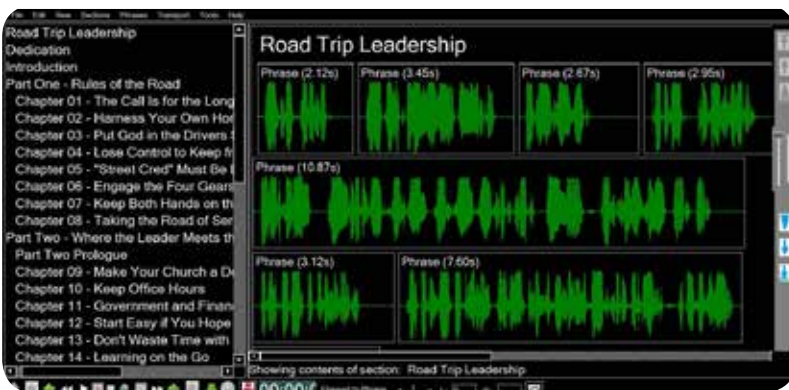 File Edit View Sections Phrases Transport Tools Help
Road Trip Leadership
Dedication
Introduction
Part One - Rules of the Road
Chapter 01 - The Call Is for the Long
Chapter 02 - Harness Your Own Hor
Chapter 03 - Put God in the Drivers S
Chapter 04 - Lose Control to Keep fr
Chapter 05 - "Street Cred" Must Be
Chapter 06 - Engage the Four Gears
Chapter 07 - Keep Both Hands on th
Chapter 08 - Taking the Road of Ser
Part Two - Where the Leader Meets th
Part Two Prologue
Chapter 09 - Make Your Church a De
Chapter 10 - Keep Office Hours
Chapter 11 - Government and Finan
Chapter 12 - Start Easy if You Hope
Chapter 13 - Don't Waste Time with
Chapter 14 - Learning on the Go
Road Trip Leadership
Phrase (2.12s) Phrase (3.45s) Phrase (2.67s) Phrase (2.95s)
Phrase (10.87s)
Phrase (3.12s) Phrase (7.60s)
Showing contents of section: Road Trip Leadership